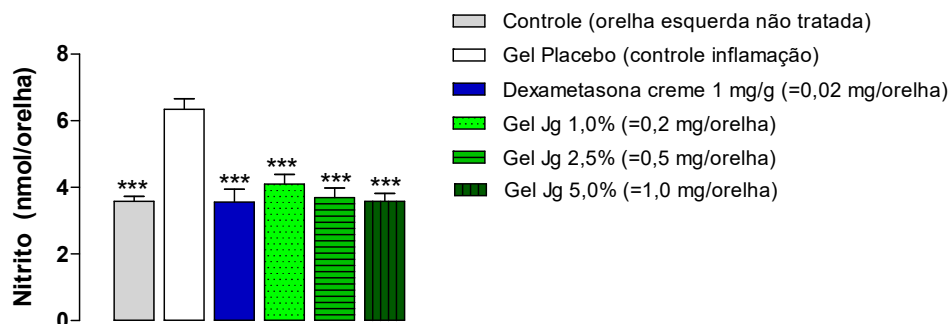 Controle (orelha esquerda não tratada)
Gel Placebo (controle inflamação)
Dexametasona creme 1 mg/g (=0,02 mg/orelha)
Gel Jg 1,0% (=0,2 mg/orelha)
Gel Jg 2,5% (=0,5 mg/orelha)
Gel Jg 5,0% (=1,0 mg/orelha)
Nitrito (nmol/orelha)
8
6
4
2
0
***
***
***
***
***